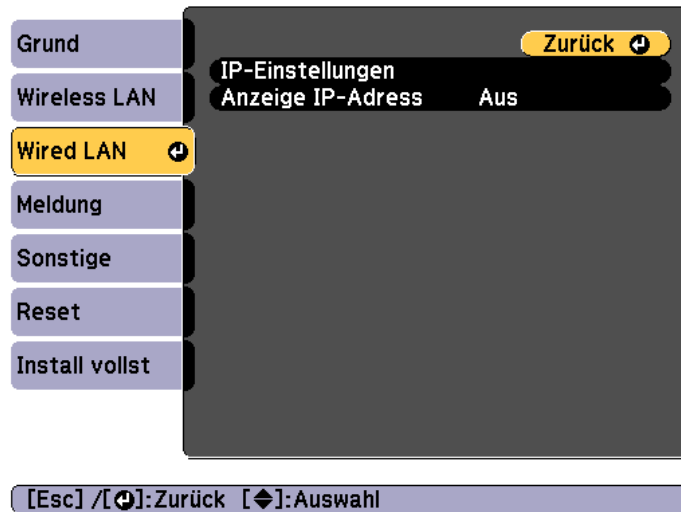 Grund
Wireless LAN
Wired LAN
Meldung
Sonstige
Reset
Install vollst
Zurück
IP-Einstellungen
Anzeige IP-Adress Aus
[Esc] /[]:Zurück []:Auswahl